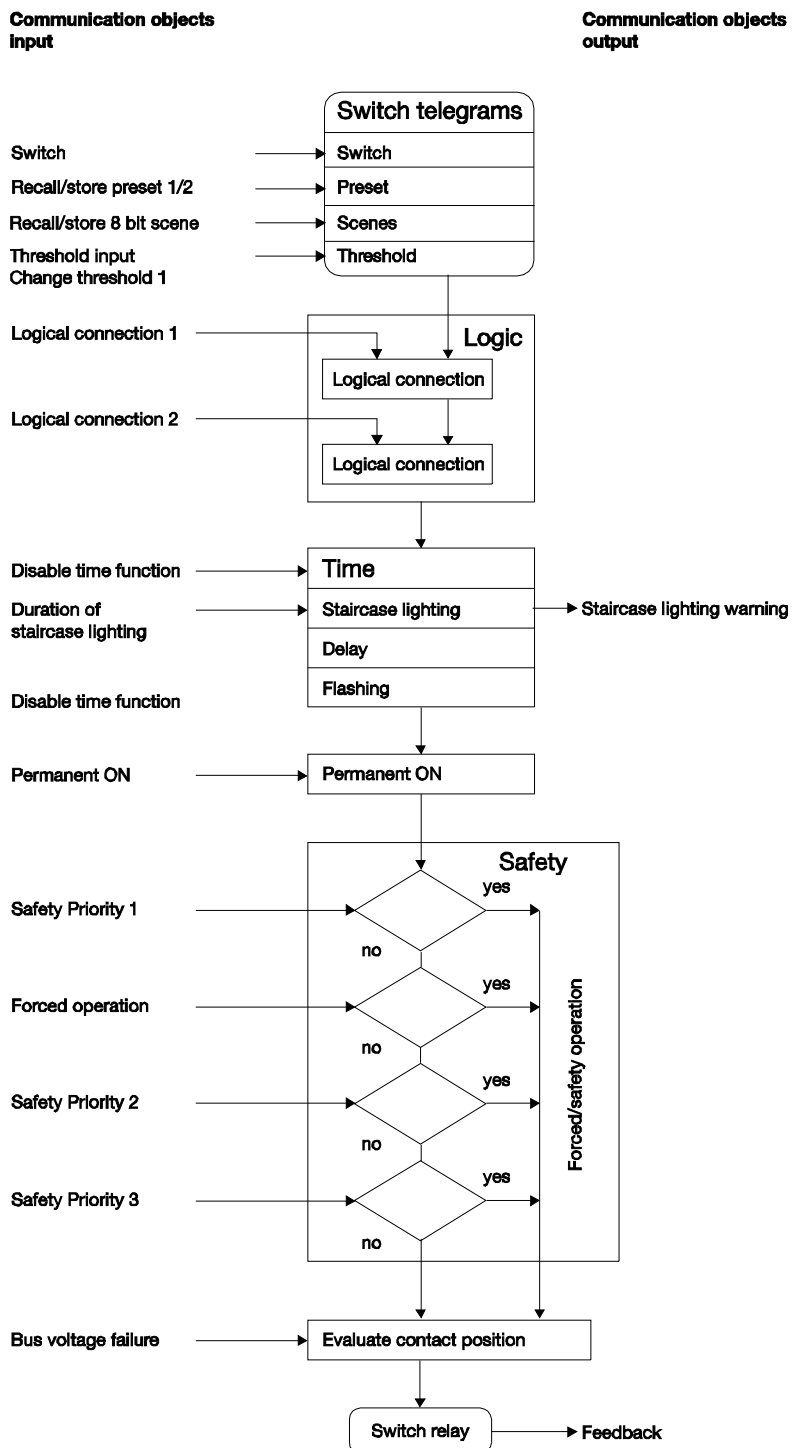 Communication objects
input
Communication objects
output
Switch telegrams
Switch
Switch
Recall/store preset 1/2
Preset
Recall/store 8 bit scene
Scenes
Threshold input
Change threshold 1
Threshold
Logical connection 1
Logic
Logical connection
Logical connection 2
Logical connection
Disable time function
Time
Duration of
staircase lighting
Staircase lighting
Staircase lighting warning
Delay
Flashing
Disable time function
Permanent ON
Permanent ON
Safety
yes
Safety Priority 1
no
yes
Forced operation
no
yes
Safety Priority 2
no
yes
Safety Priority 3
no
Forced/safety operation
Bus voltage failure
Evaluate contact position
Switch relay
Feedback